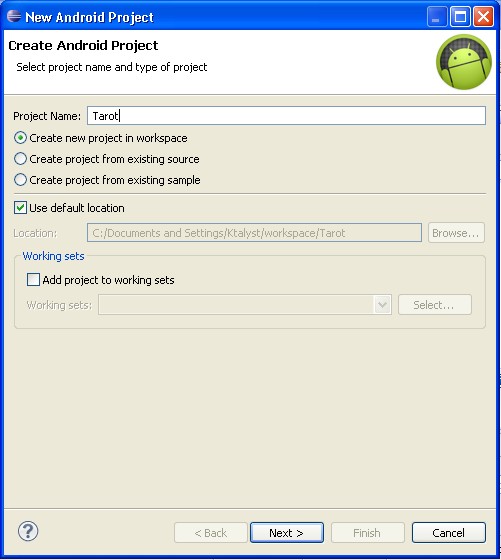 New Android Project
Create Android Project
Select project name and type of project
Project Name: Tarot
Create new project in workspace
Create project from existing source
Create project from existing sample
Use default location
Location: C:/Documents and Settings/Ktalyst/workspace/Tarot Browse...
Working sets
Add project to working sets
Working sets: Select...
? < Back Next > Finish Cancel